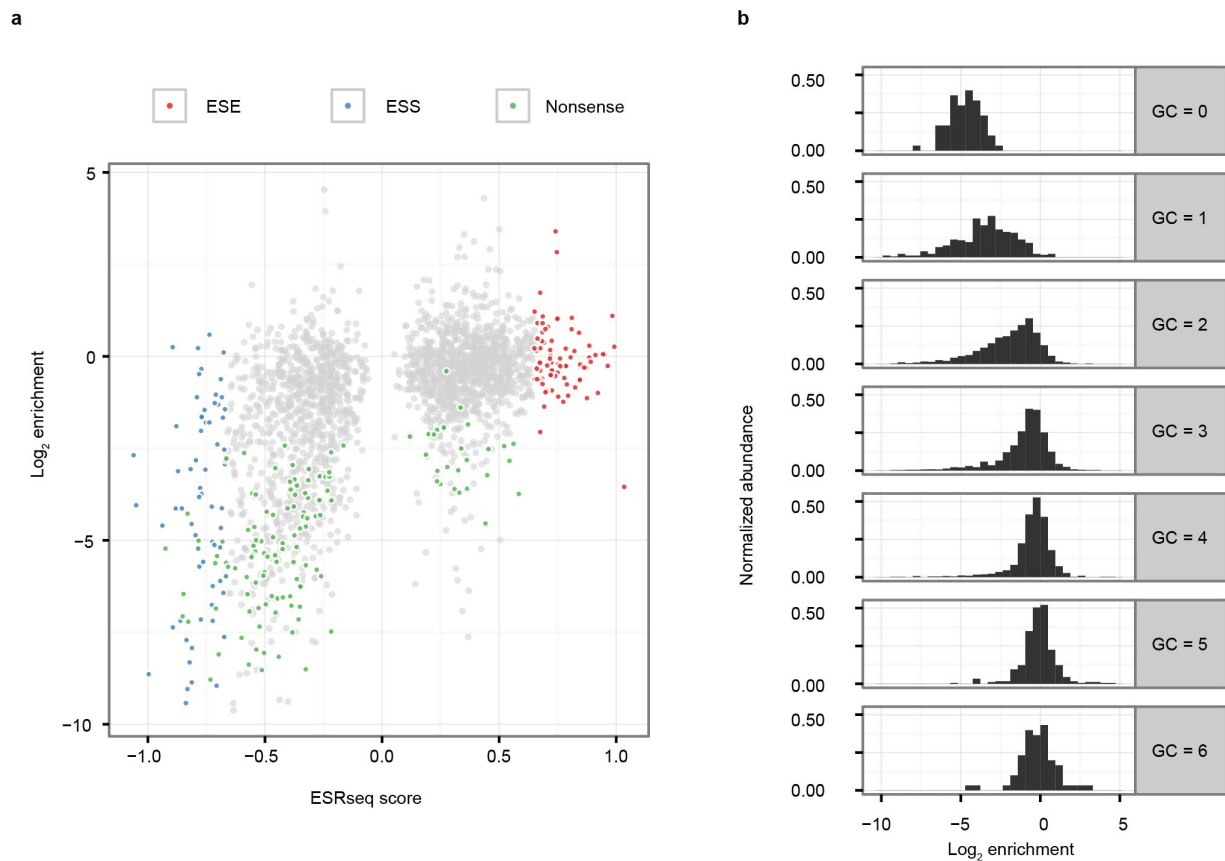 a
ESE ESS Nonsense
5
0
−5
−10
Log2 enrichment
−1.0 −0.5 0.0 0.5 1.0
ESRseq score
b
0.50
0.00
GC = 0
0.50
0.00
GC = 1
0.50
0.00
GC = 2
0.50
0.00
GC = 3
0.50
0.00
GC = 4
0.50
0.00
GC = 5
0.50
0.00
GC = 6
Normalized abundance
−10 −5 0 5
Log2 enrichment